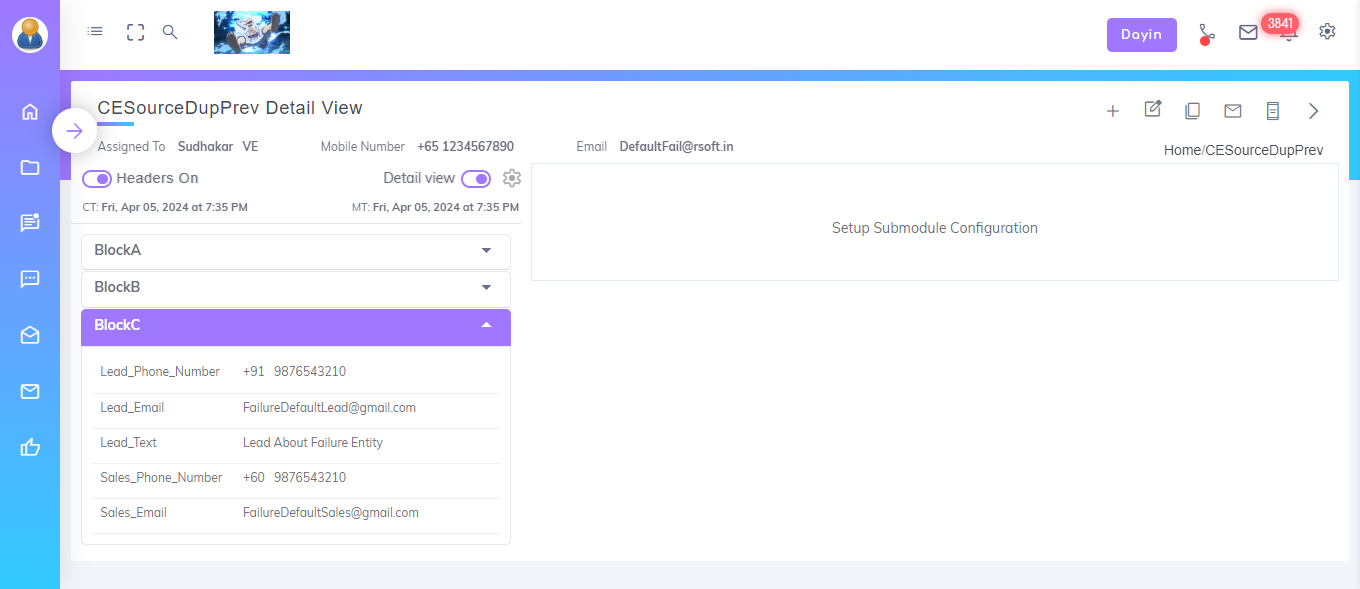 Dayin
3841
CESourceDupPrev Detail View
Assigned To Sudhakar VE Mobile Number +65 1234567890 Email DefaultFail@rsoft.in
Home/CESourceDupPrev
Headers On Detail view
CT: Fri, Apr 05, 2024 at 7:35 PM MT: Fri, Apr 05, 2024 at 7:35 PM
Setup Submodule Configuration
BlockA
BlockB
BlockC
Lead_Phone_Number +91 9876543210
Lead_Email FailureDefaultLead@gmail.com
Lead_Text Lead About Failure Entity
Sales_Phone_Number +60 9876543210
Sales_Email FailureDefaultSales@gmail.com